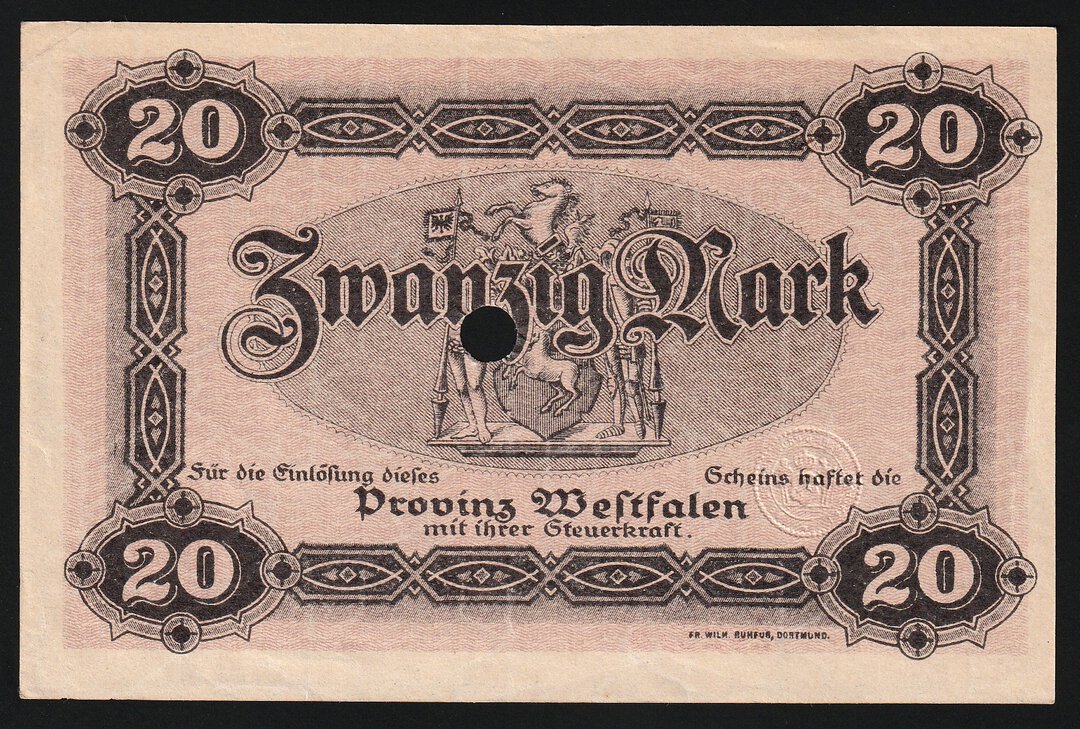 20 20
Zwanzig Mark
Für die Einlösung dieses Scheins haftet die
Provinz Westfalen
mit ihrer Steuerkraft.
20 20
FR. WILH. RUHFUS, DORTMUND.